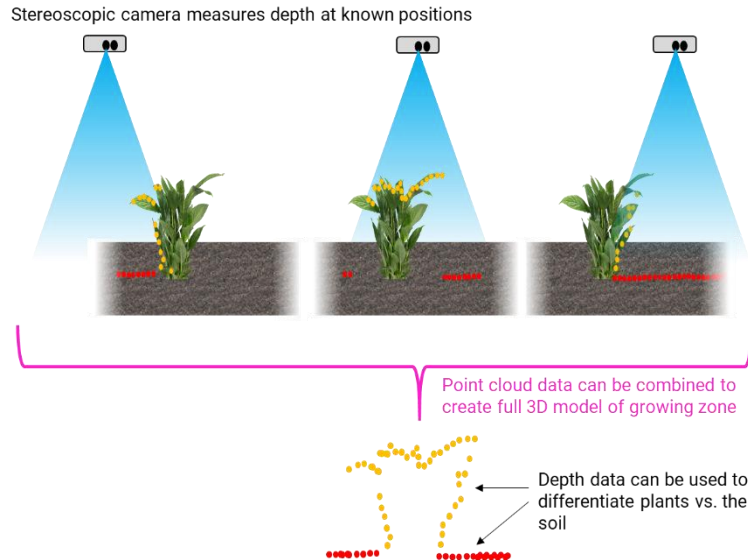 Stereoscopic camera measures depth at known positions
Point cloud data can be combined to
create full 3D model of growing zone
Depth data can be used to
differentiate plants vs. the
soil